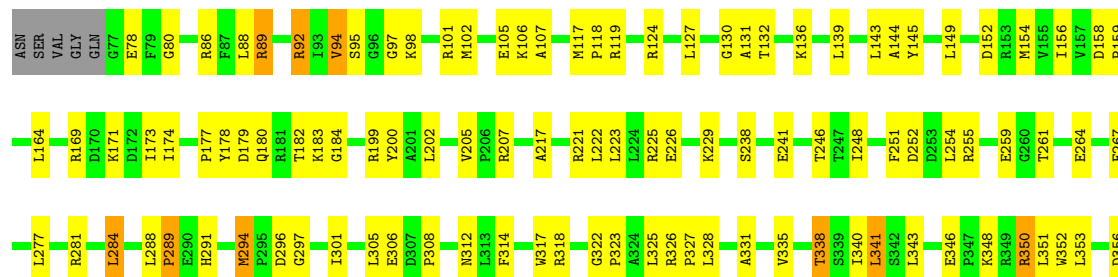 ASN SER VAL GLY GLN G77 E78 F79 G80 R86 F87 L88 R89 R92 I93 V94 S95 G96 G97 K98 R101 M102 E105 K106 A107 M117 P118 R119 R124 L127 G130 A131 T132 K136 L139 L143 A144 Y145 L149 D152 R153 M154 V155 I156 V157 D158
L164 R169 D170 K171 D172 I173 I174 P177 Y178 D179 Q180 R181 T182 K183 G184 R199 Y200 A201 L202 V205 P206 R207 A217 R221 L222 L223 L224 R225 E226 K229 S238 E241 T246 T247 I248 F251 D252 D253 L254 R255 E259 G260 T261 E264
L277 R281 L284 L288 P289 E290 H291 M294 P295 D296 G297 I301 L305 E306 D307 P308 N312 L313 F314 W317 R318 G322 P323 A324 L325 R326 P327 L328 A331 V335 T338 S339 I340 L341 S342 L343 E346 P347 K348 R349 R350 L351 W352 L353